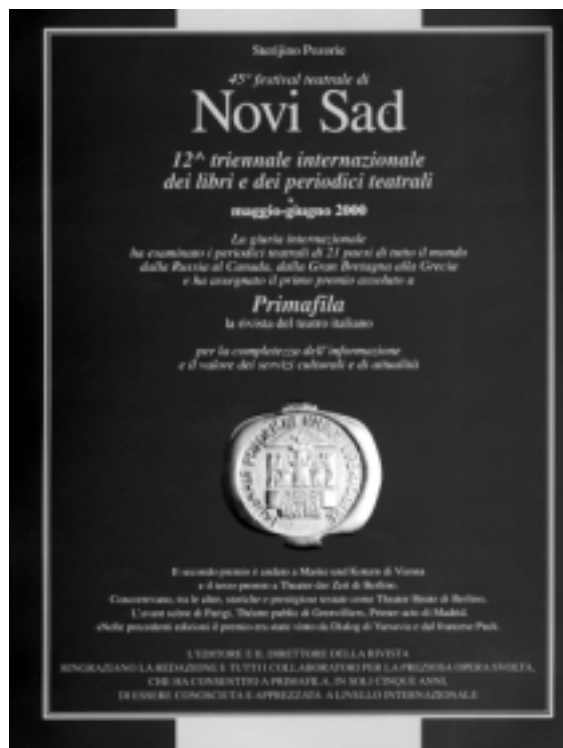 Sterijino Pozorje
45° festival teatrale di
Novi Sad
12^ triennale internazionale
dei libri e dei periodici teatrali
maggio-giugno 2000
La giuria internazionale
ha esaminato i periodici teatrali di 21 paesi di tutto il mondo
dalla Russia al Canada, dalla Gran Bretagna alla Grecia
e ha assegnato il primo premio assoluto a
Primafila
la rivista del teatro italiano
per la completezza dell'informazione
e il valore dei servizi culturali e di attualità
Il secondo premio è andato a Maske und Kothurn di Vienna
e il terzo premio a Theater der Zeit di Berlino.
Concorrevano, tra le altre, storiche e prestigiose testate come Theater Heute di Berlino,
L'avant scène di Parigi, Théatre public di Gennevilliers, Primer acto di Madrid.
Nelle precedenti edizioni il premio era stato vinto da Dialog di Varsavia e dal francese
L'EDITORE E IL DIRETTORE DELLA RIVISTA
RINGRAZIANO LA REDAZIONE E TUTTI I COLLABORATORI PER LA PREZIOSA OPERA SVOLTA,
CHE HA CONSENTITO A PRIMAFILA, IN SOLI CINQUE ANNI,
DI ESSERE CONOSCIUTA E APPREZZATA A LIVELLO INTERNAZIONALE